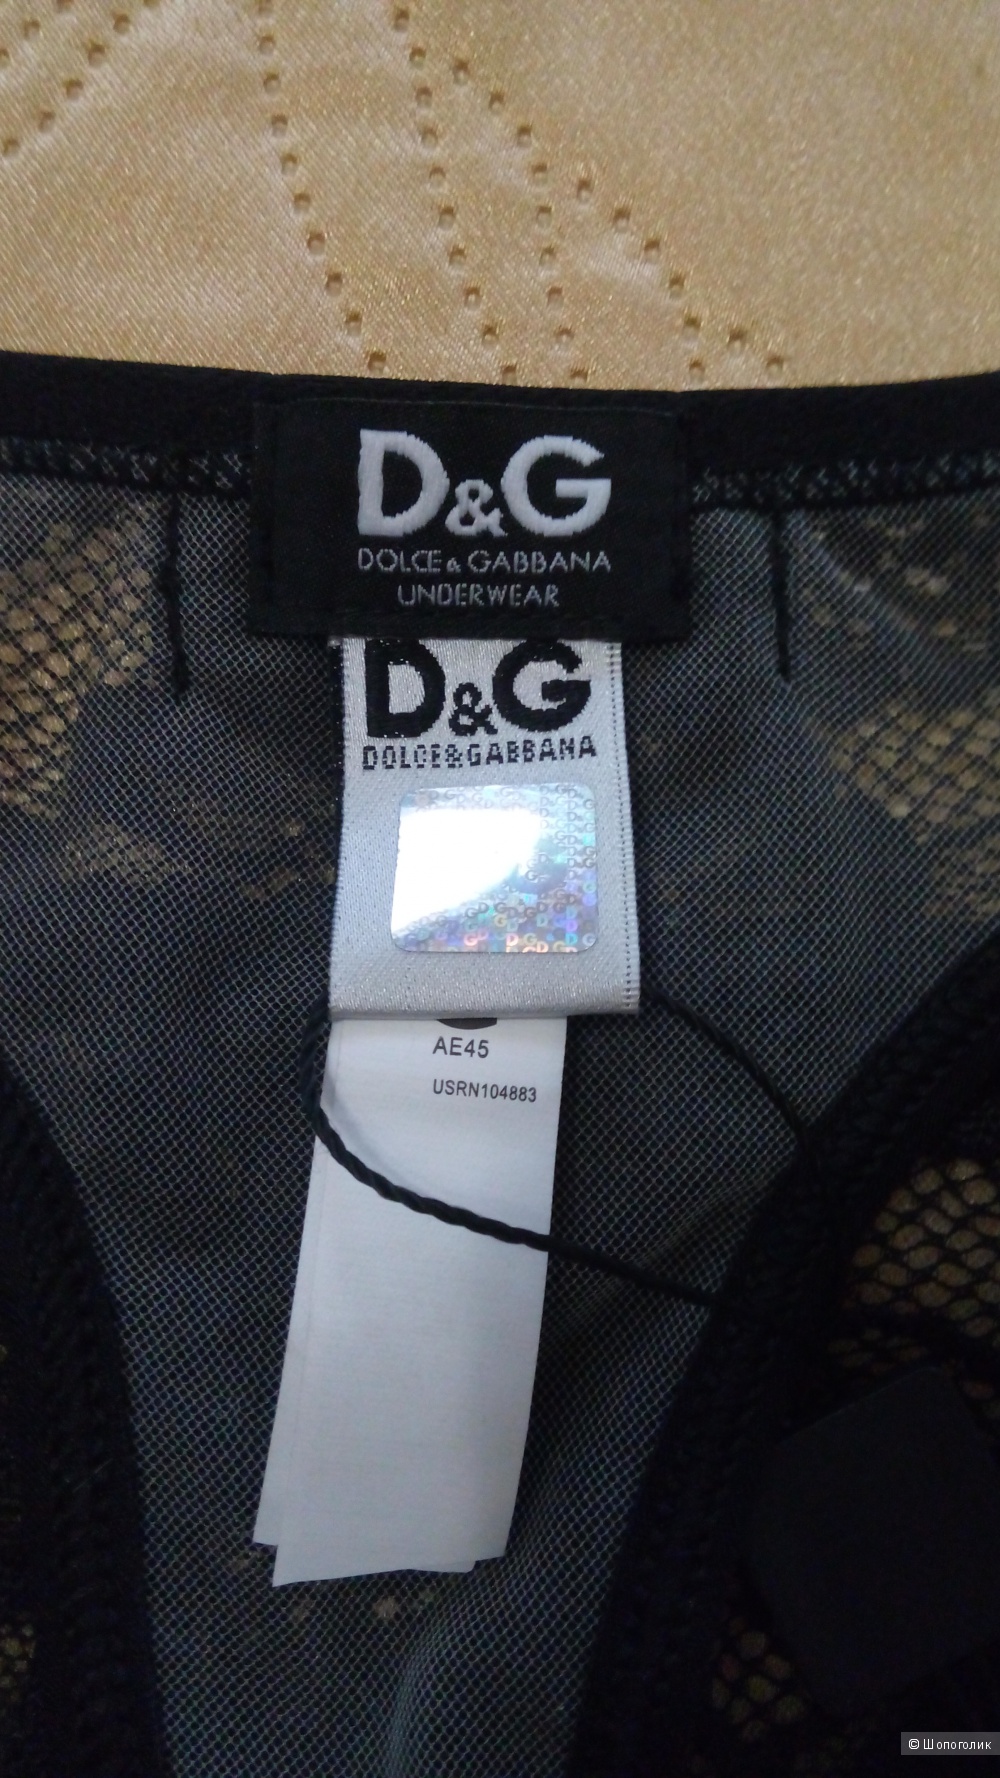 D&G
DOLCE & GABBANA
UNDERWEAR
D&G
DOLCE&GABBANA
AE45
USRN104883
© Шопоголик